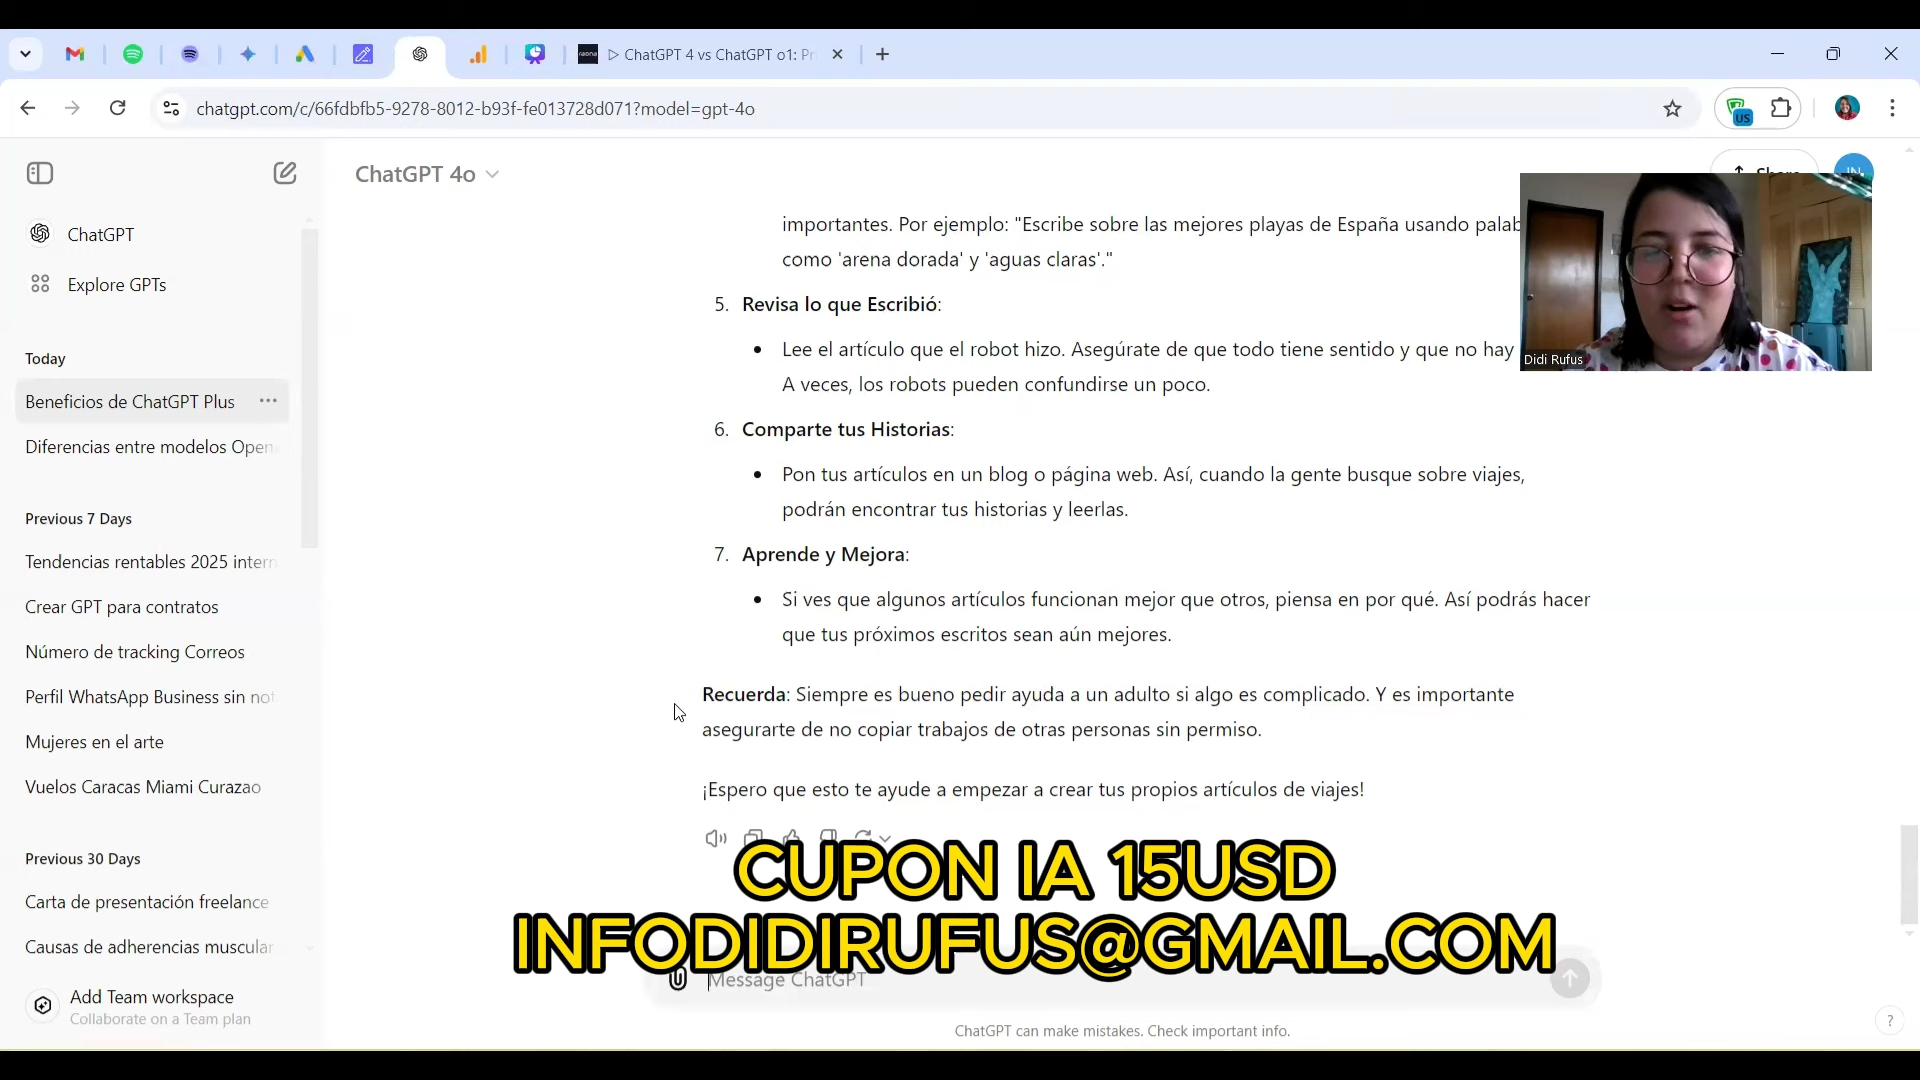 ChatGPT 4 vs ChatGPT o1: Pr
chatgpt.com/c/66fdbfb5-9278-8012-b93f-fe013728d071?model=gpt-4o
US
ChatGPT 4o
Share
ChatGPT
Explore GPTs
Today
Beneficios de ChatGPT Plus
Diferencias entre modelos Open
Previous 7 Days
Tendencias rentables 2025 intern
Crear GPT para contratos
Número de tracking Correos
Perfil WhatsApp Business sin not
Mujeres en el arte
Vuelos Caracas Miami Curazao
Previous 30 Days
Carta de presentación freelance
Causas de adherencias muscular
Add Team workspace
Collaborate on a Team plan
importantes. Por ejemplo: "Escribe sobre las mejores playas de España usando palab
como 'arena dorada' y 'aguas claras'."
5. Revisa lo que Escribió:
Lee el artículo que el robot hizo. Asegúrate de que todo tiene sentido y que no hay
A veces, los robots pueden confundirse un poco.
6. Comparte tus Historias:
Pon tus artículos en un blog o página web. Así, cuando la gente busque sobre viajes,
podrán encontrar tus historias y leerlas.
7. Aprende y Mejora:
Si ves que algunos artículos funcionan mejor que otros, piensa en por qué. Así podrás hacer
que tus próximos escritos sean aún mejores.
Recuerda: Siempre es bueno pedir ayuda a un adulto si algo es complicado. Y es importante
asegurarte de no copiar trabajos de otras personas sin permiso.
¡Espero que esto te ayude a empezar a crear tus propios artículos de viajes!
Didi Rufus
CUPON IA 15USD
INFODIDIRUFUS@GMAIL.COM
Message ChatGPT
ChatGPT can make mistakes. Check important info.
?